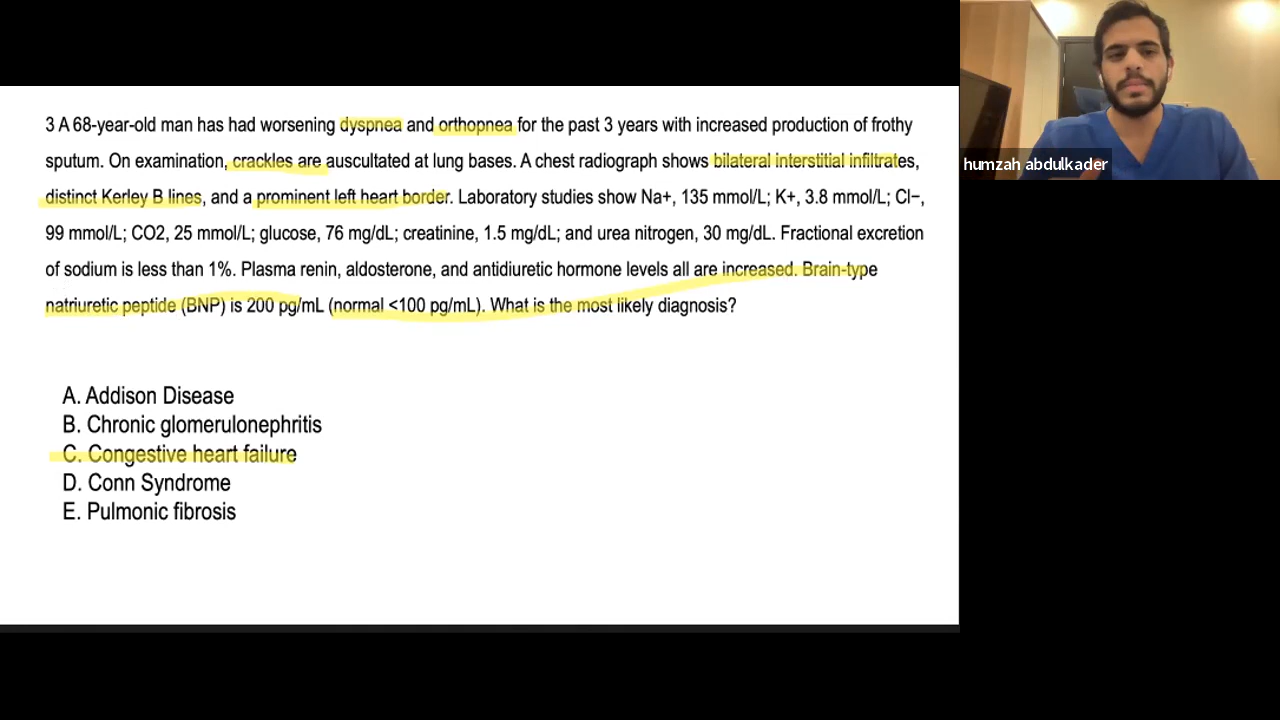 3 A 68-year-old man has had worsening dyspnea and orthopnea for the past 3 years with increased production of frothy
sputum. On examination, crackles are auscultated at lung bases. A chest radiograph shows bilateral interstitial infiltrates,
distinct Kerley B lines, and a prominent left heart border. Laboratory studies show Na+, 135 mmol/L; K+, 3.8 mmol/L; Cl−,
99 mmol/L; CO2, 25 mmol/L; glucose, 76 mg/dL; creatinine, 1.5 mg/dL; and urea nitrogen, 30 mg/dL. Fractional excretion
of sodium is less than 1%. Plasma renin, aldosterone, and antidiuretic hormone levels all are increased. Brain-type
natriuretic peptide (BNP) is 200 pg/mL (normal <100 pg/mL). What is the most likely diagnosis?
A. Addison Disease
B. Chronic glomerulonephritis
C. Congestive heart failure
D. Conn Syndrome
E. Pulmonic fibrosis
humzah abdulkader